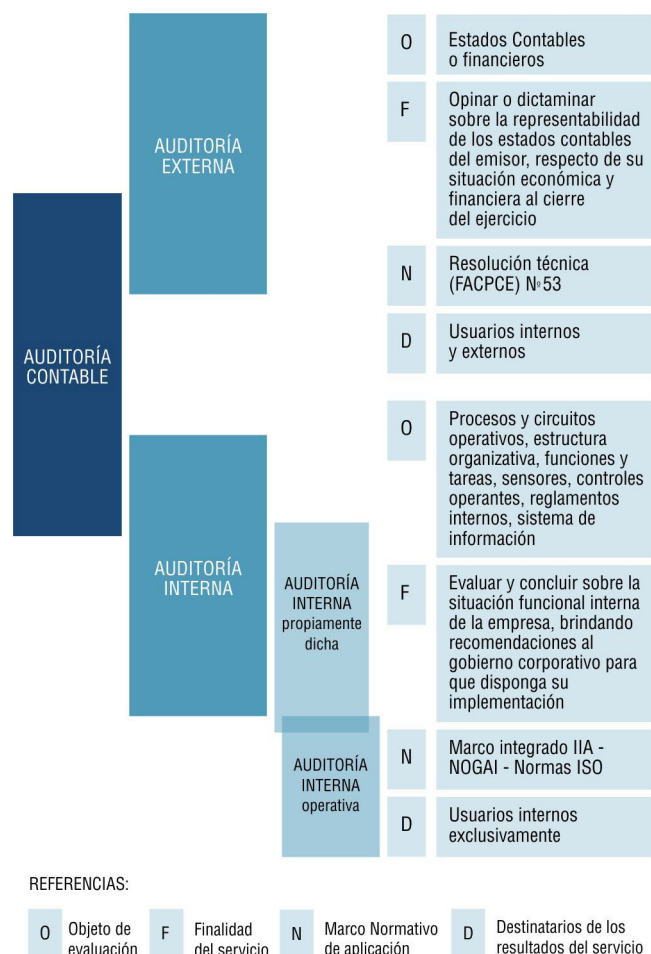 AUDITORÍA
CONTABLE
AUDITORÍA
EXTERNA
O
Estados Contables
o financieros
F
Opinar o dictaminar
sobre la representabilidad
de los estados contables
del emisor, respecto de su
situación económica y
financiera al cierre
del ejercicio
N
Resolución técnica
(FACPCE) Nº 53
D
Usuarios internos
y externos
AUDITORÍA
INTERNA
AUDITORÍA
INTERNA
propiamente
dicha
AUDITORÍA
INTERNA
operativa
O
Procesos y circuitos
operativos, estructura
organizativa, funciones y
tareas, sensores, controles
operantes, reglamentos
internos, sistema de
información
F
Evaluar y concluir sobre la
situación funcional interna
de la empresa, brindando
recomendaciones al
gobierno corporativo para
que disponga su
implementación
N
Marco integrado IIA -
NOGAI - Normas ISO
D
Usuarios internos
exclusivamente
REFERENCIAS:
O
Objeto de
evaluación
F
Finalidad
del servicio
N
Marco Normativo
de aplicación
D
Destinatarios de los
resultados del servicio